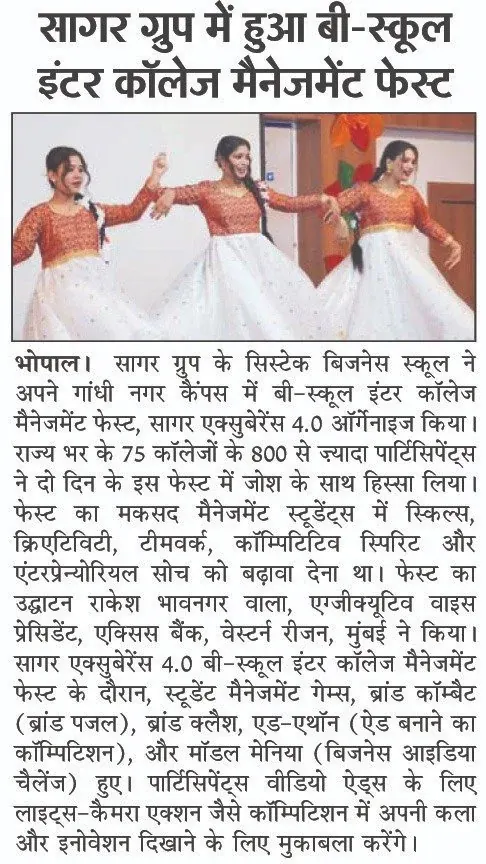 सागर ग्रुप में हुआ बी-स्कूल
इंटर कॉलेज मैनेजमेंट फेस्ट
भोपाल। सागर ग्रुप के सिस्टेक बिजनेस स्कूल ने
अपने गांधी नगर कैंपस में बी-स्कूल इंटर कॉलेज
मैनेजमेंट फेस्ट, सागर एक्सुबेरेंस 4.0 ऑर्गेनाइज किया।
राज्य भर के 75 कॉलेजों के 800 से ज़्यादा पार्टिसिपेंट्स
ने दो दिन के इस फेस्ट में जोश के साथ हिस्सा लिया।
फेस्ट का मकसद मैनेजमेंट स्टूडेंट्स में स्किल्स,
क्रिएटिविटी, टीमवर्क, कॉम्पिटिटिव स्पिरिट और
एंटरप्रेन्योरियल सोच को बढ़ावा देना था। फेस्ट का
उद्घाटन राकेश भावनगर वाला, एग्जीक्यूटिव वाइस
प्रेसिडेंट, एक्सिस बैंक, वेस्टर्न रीजन, मुंबई ने किया।
सागर एक्सुबेरेंस 4.0 बी-स्कूल इंटर कॉलेज मैनेजमेंट
फेस्ट के दौरान, स्टूडेंट मैनेजमेंट गेम्स, ब्रांड कॉम्बैट
(ब्रांड पजल), ब्रांड क्लैश, एड-एथॉन (ऐड बनाने का
कॉम्पिटिशन), और मॉडल मेनिया (बिजनेस आइडिया
चैलेंज) हुए। पार्टिसिपेंट्स वीडियो ऐड्स के लिए
लाइट्स-कैमरा एक्शन जैसे कॉम्पिटिशन में अपनी कला
और इनोवेशन दिखाने के लिए मुकाबला करेंगे।